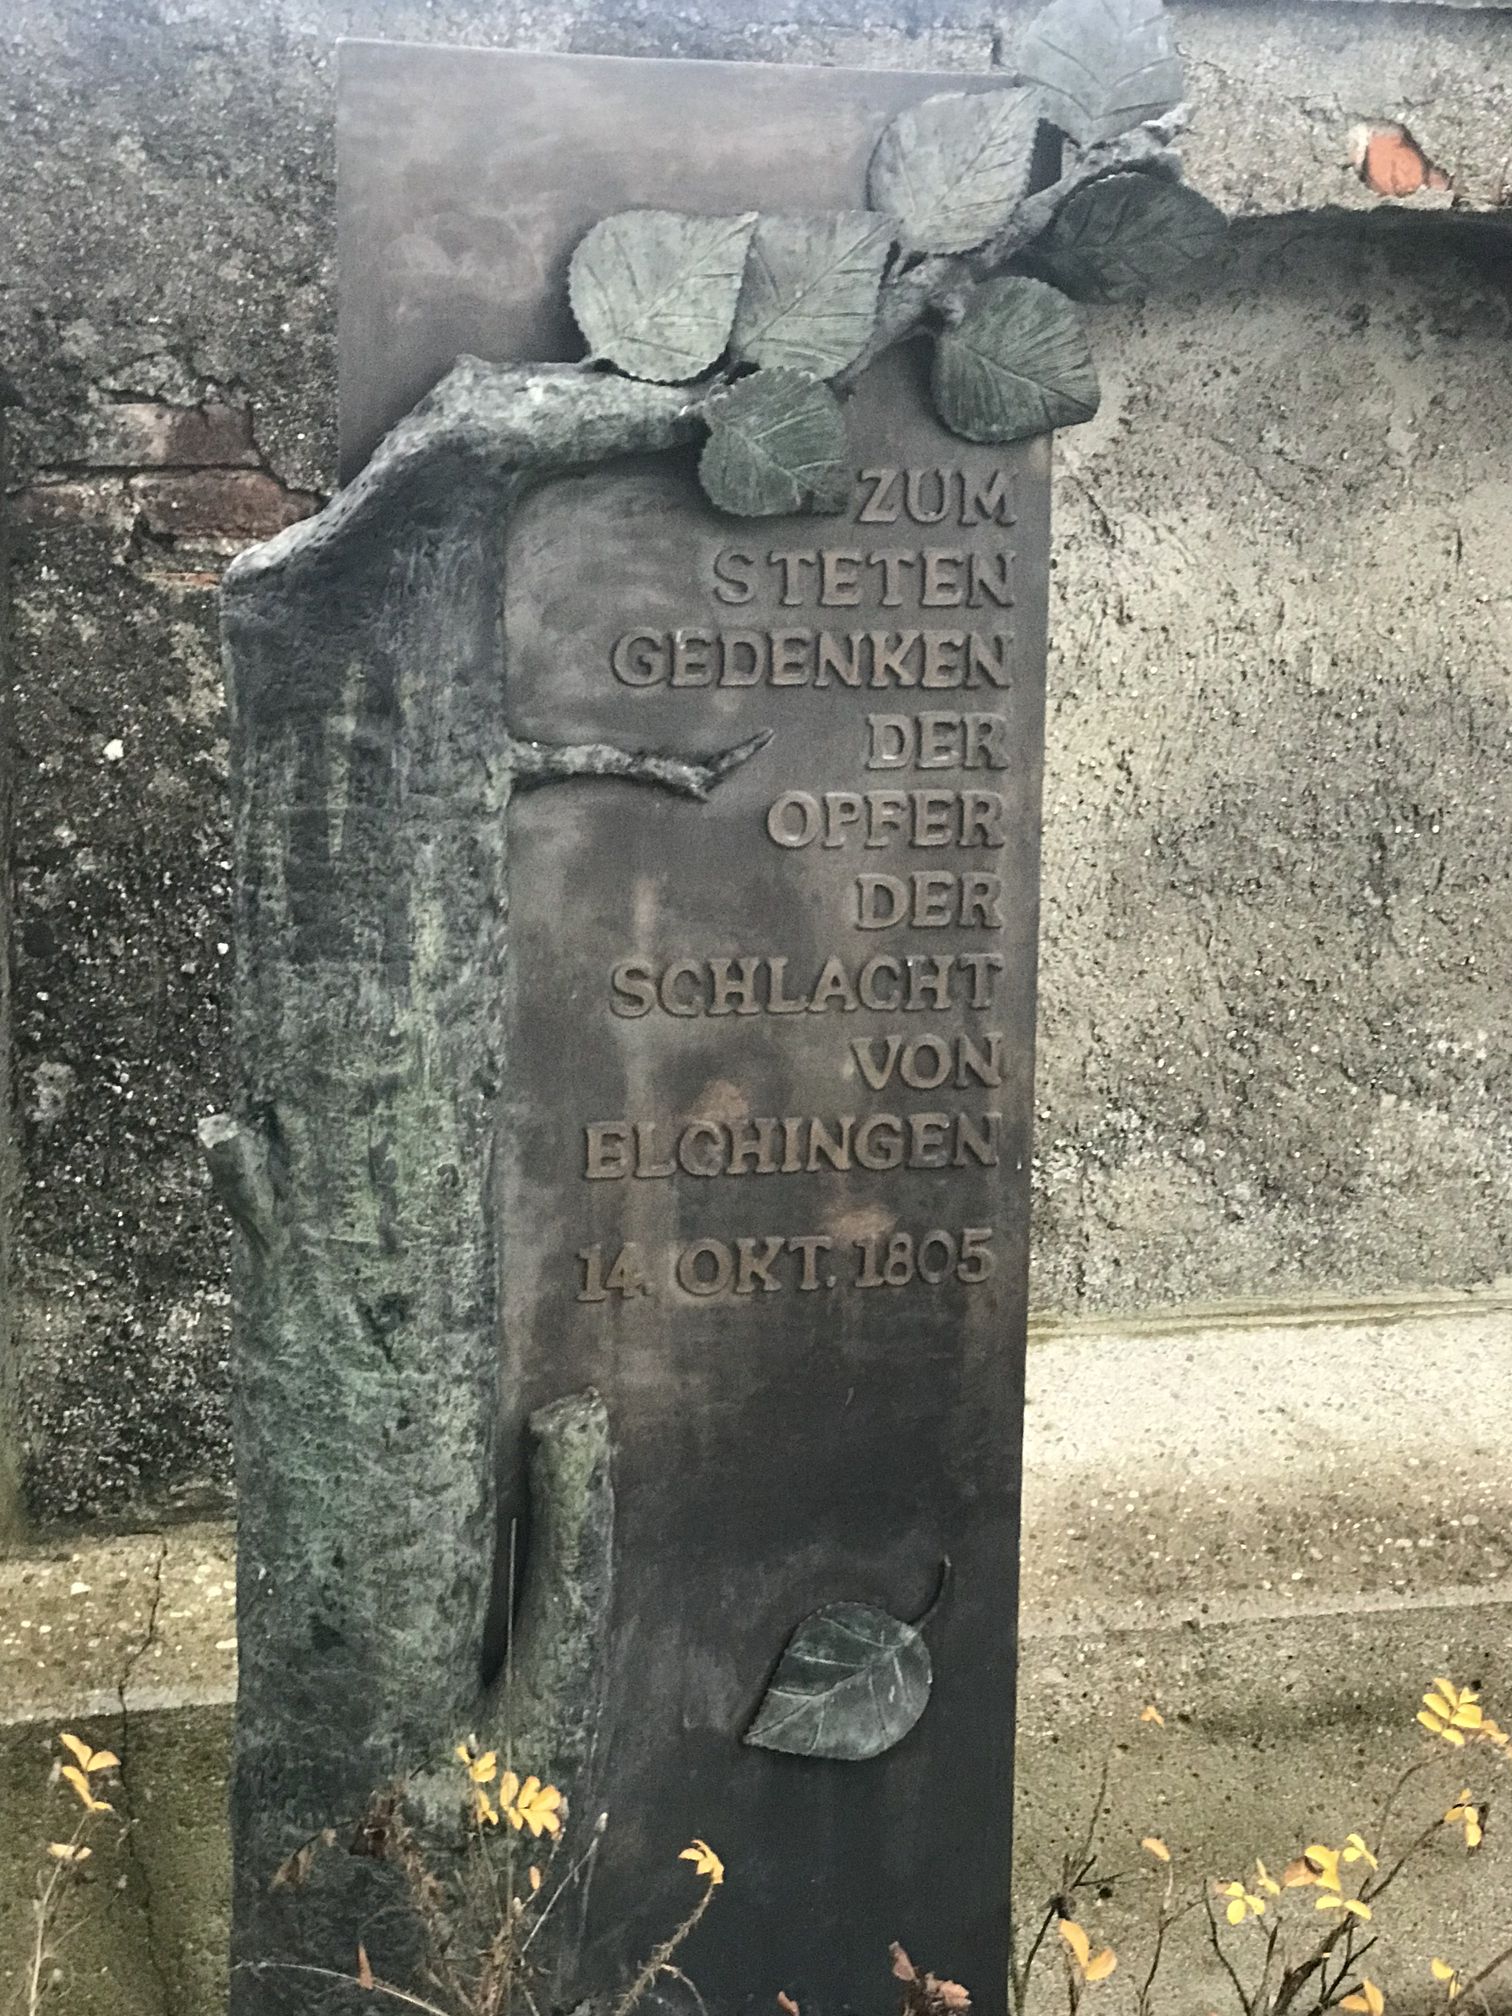 ZUM
STETEN
GEDENKEN
DER
OPFER
DER
SCHLACHT
VON
ELCHINGEN
14. OKT. 1805